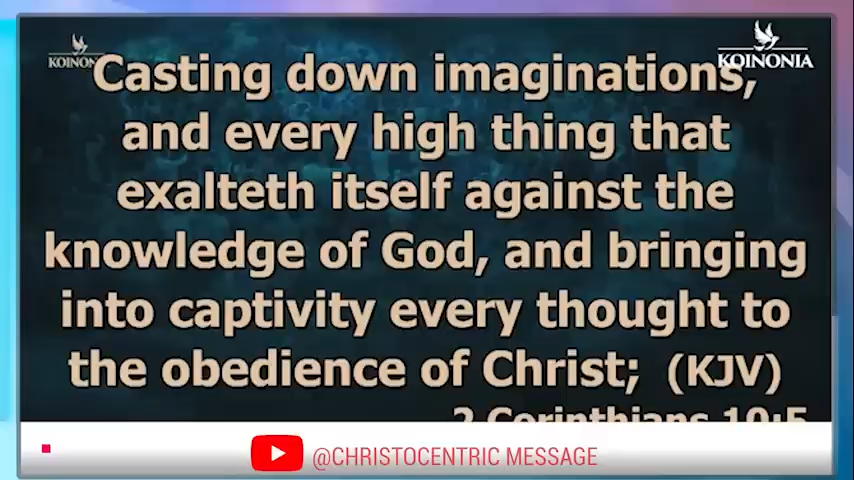 KOINONIA
KOINONIA
Casting down imaginations,
and every high thing that
exalteth itself against the
knowledge of God, and bringing
into captivity every thought to
the obedience of Christ; (KJV)
2 Corinthians 10:5
@CHRISTOCENTRIC MESSAGE